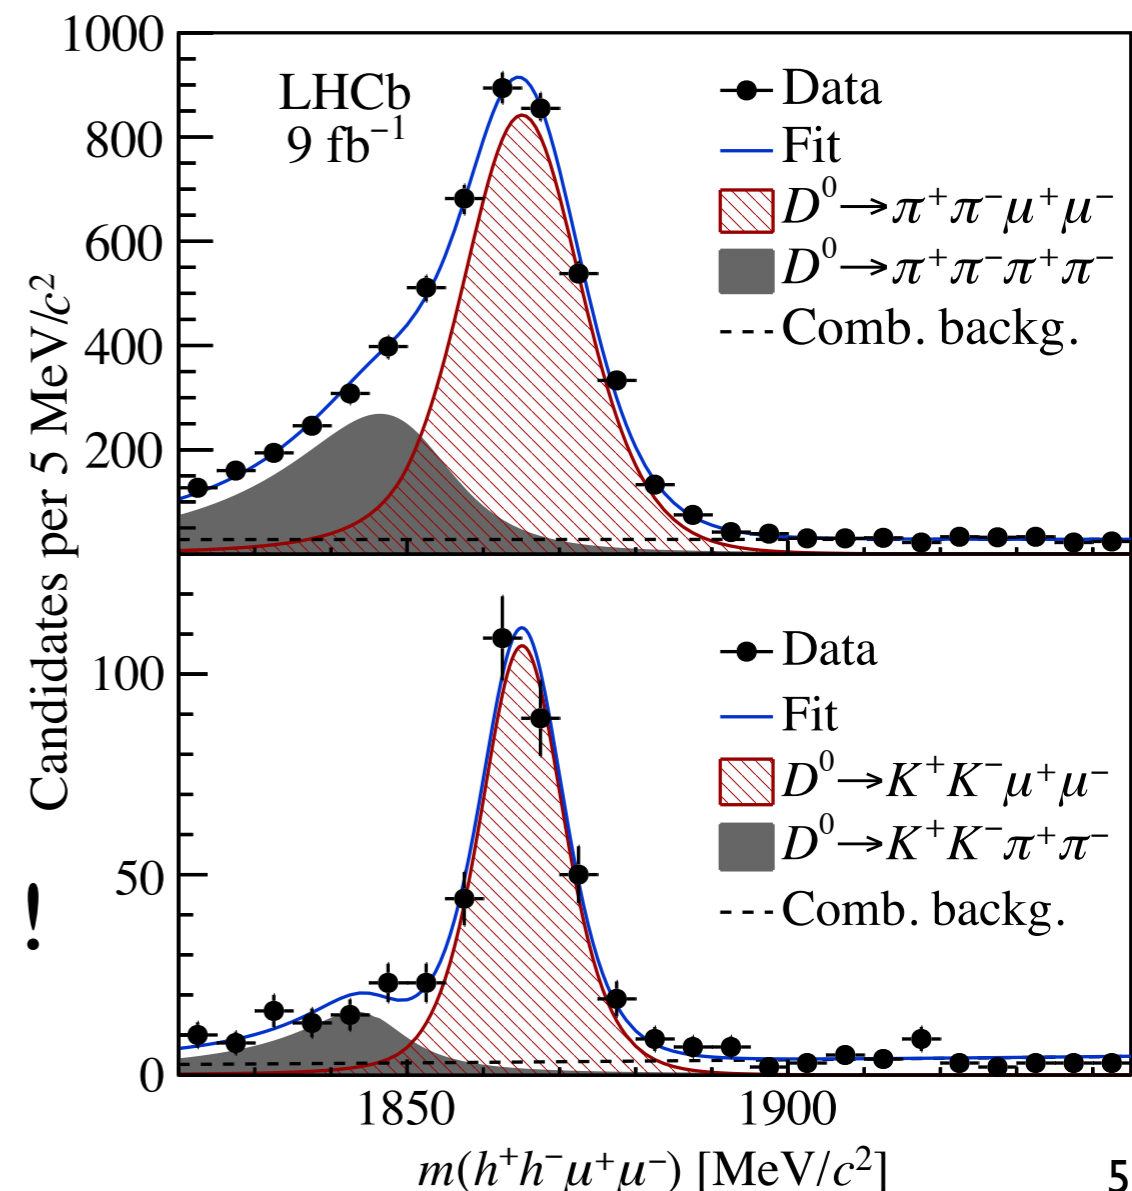 1000
800
600
400
200
LHCb
9 fb⁻¹
Data
Fit
D⁰→π⁺π⁻μ⁺μ⁻
D⁰→π⁺π⁻π⁺π⁻
Comb. backg.
Candidates per 5 MeV/c²
!
100
50
0
Data
Fit
D⁰→K⁺K⁻μ⁺μ⁻
D⁰→K⁺K⁻π⁺π⁻
Comb. backg.
1850 1900
m(h⁺h⁻μ⁺μ⁻) [MeV/c²]
5